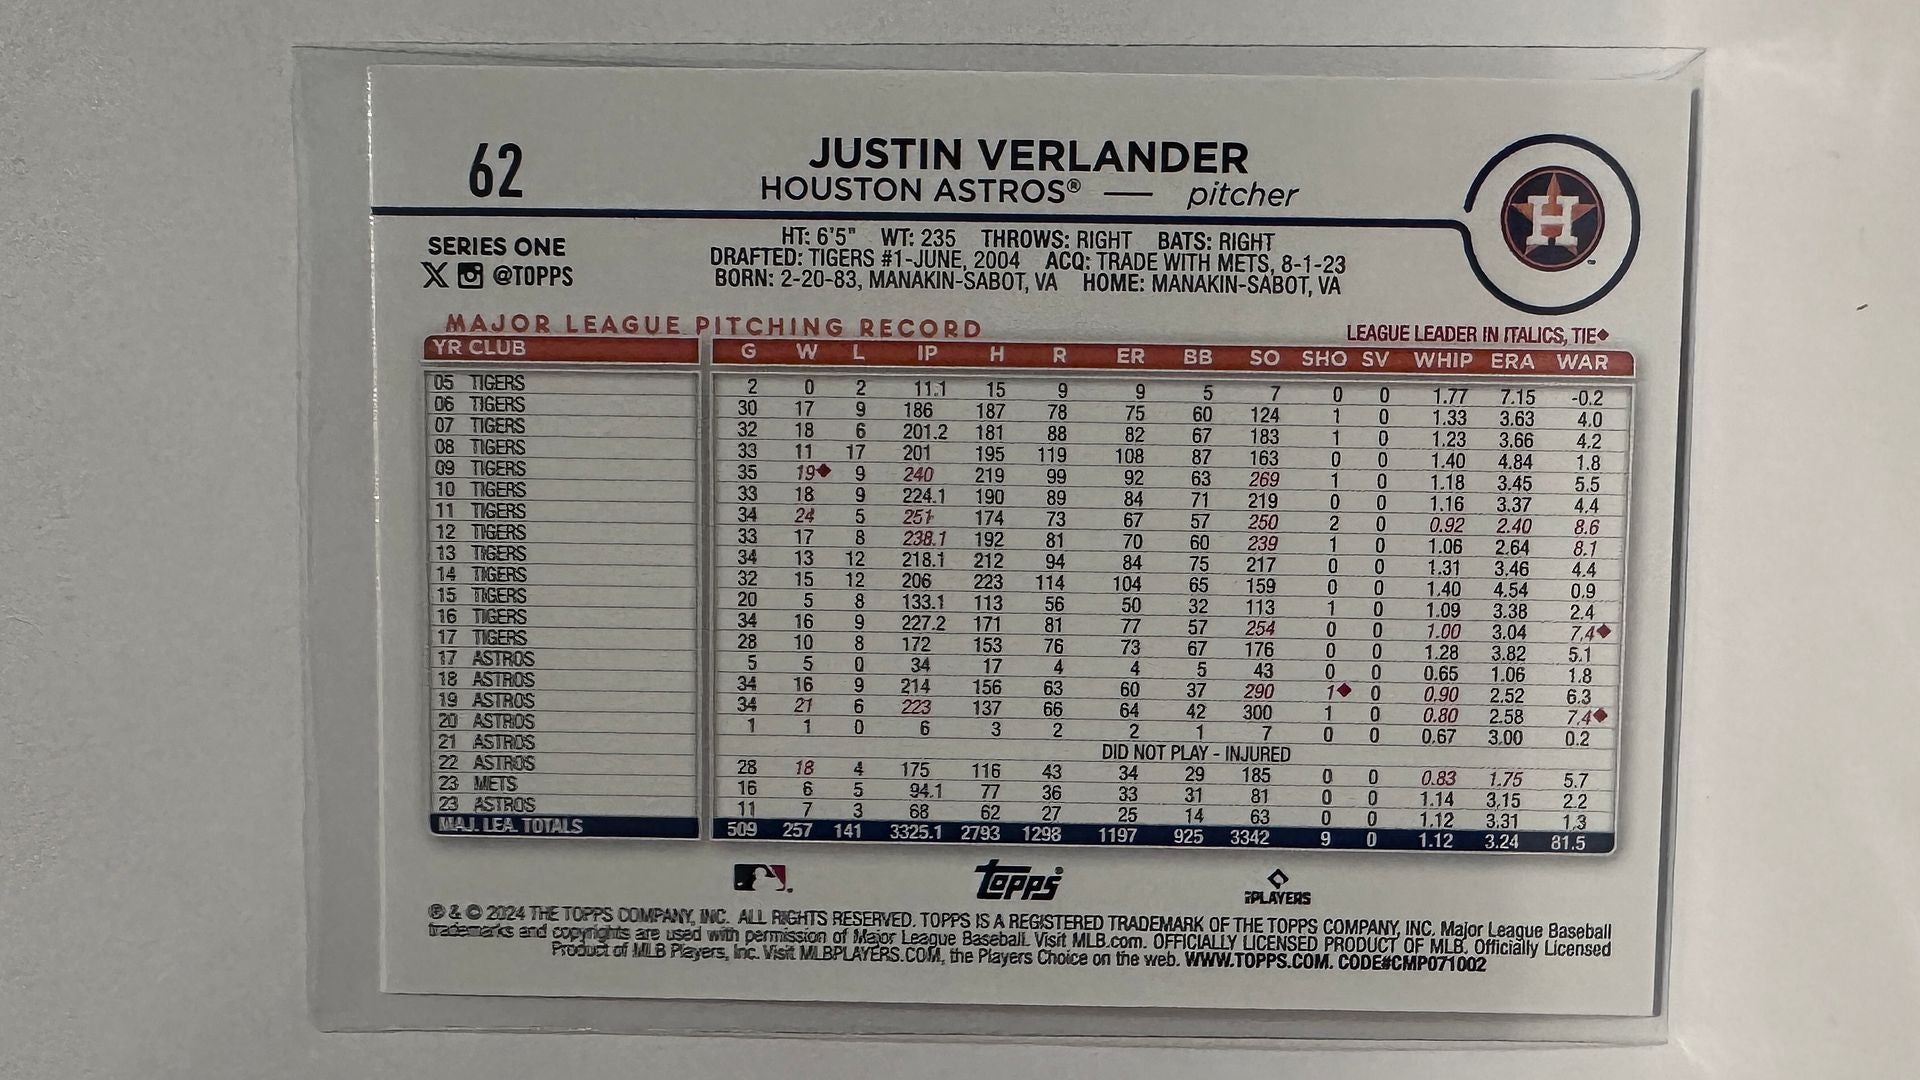 62
JUSTIN VERLANDER
HOUSTON ASTROS® — pitcher
H
SERIES ONE
X @TOPPS
HT: 6'5" WT: 235 THROWS: RIGHT BATS: RIGHT
DRAFTED: TIGERS #1-JUNE, 2004 ACQ: TRADE WITH METS, 8-1-23
BORN: 2-20-83, MANAKIN-SABOT, VA HOME: MANAKIN-SABOT, VA
MAJOR LEAGUE PITCHING RECORD
LEAGUE LEADER IN ITALICS, TIE◆
YR CLUB G W L IP H R ER BB SO SHO SV WHIP ERA WAR
05 TIGERS 2 0 2 11.1 15 9 9 5 7 0 0 1.77 7.15 -0.2
06 TIGERS 30 17 9 186 187 78 75 60 124 1 0 1.33 3.63 4.0
07 TIGERS 32 18 6 201.2 181 88 82 67 183 1 0 1.23 3.66 4.2
08 TIGERS 33 11 17 201 195 119 108 87 163 0 0 1.40 4.84 1.8
09 TIGERS 35 19◆ 9 240 219 99 92 63 269 1 0 1.18 3.45 5.5
10 TIGERS 33 18 9 224.1 190 89 84 71 219 0 0 1.16 3.37 4.4
11 TIGERS 34 24 5 251 174 73 67 57 250 2 0 0.92 2.40 8.6
12 TIGERS 33 17 8 238.1 192 81 70 60 239 1 0 1.06 2.64 8.1
13 TIGERS 34 13 12 218.1 212 94 84 75 217 0 0 1.31 3.46 4.4
14 TIGERS 32 15 12 206 223 114 104 65 159 0 0 1.40 4.54 0.9
15 TIGERS 20 5 8 133.1 113 56 50 32 113 1 0 1.09 3.38 2.4
16 TIGERS 34 16 9 227.2 171 81 77 57 254 0 0 1.00 3.04 7.4◆
17 TIGERS 28 10 8 172 153 76 73 67 176 0 0 1.28 3.82 5.1
17 ASTROS 5 5 0 34 17 4 4 5 43 0 0 0.65 1.06 1.8
18 ASTROS 34 16 9 214 156 63 60 37 290 1◆ 0 0.90 2.52 6.3
19 ASTROS 34 21 6 223 137 66 64 42 300 1 0 0.80 2.58 7.4◆
20 ASTROS 1 1 0 6 3 2 2 1 7 0 0 0.67 3.00 0.2
21 ASTROS DID NOT PLAY - INJURED
22 ASTROS 28 18 4 175 116 43 34 29 185 0 0 0.83 1.75 5.7
23 METS 16 6 5 94.1 77 36 33 31 81 0 0 1.14 3.15 2.2
23 ASTROS 11 7 3 68 62 27 25 14 63 0 0 1.12 3.31 1.3
MAJ. LEA. TOTALS 509 257 141 3325.1 2793 1298 1197 925 3342 9 0 1.12 3.24 81.5
topps
PLAYERS
® & © 2024 THE TOPPS COMPANY, INC. ALL RIGHTS RESERVED. TOPPS IS A REGISTERED TRADEMARK OF THE TOPPS COMPANY, INC. Major League Baseball
trademarks and copyrights are used with permission of Major League Baseball. Visit MLB.com. OFFICIALLY LICENSED PRODUCT OF MLB. Officially Licensed
Product of MLB Players, Inc. Visit MLBPLAYERS.COM, the Players Choice on the web. WWW.TOPPS.COM. CODE#CMP071002